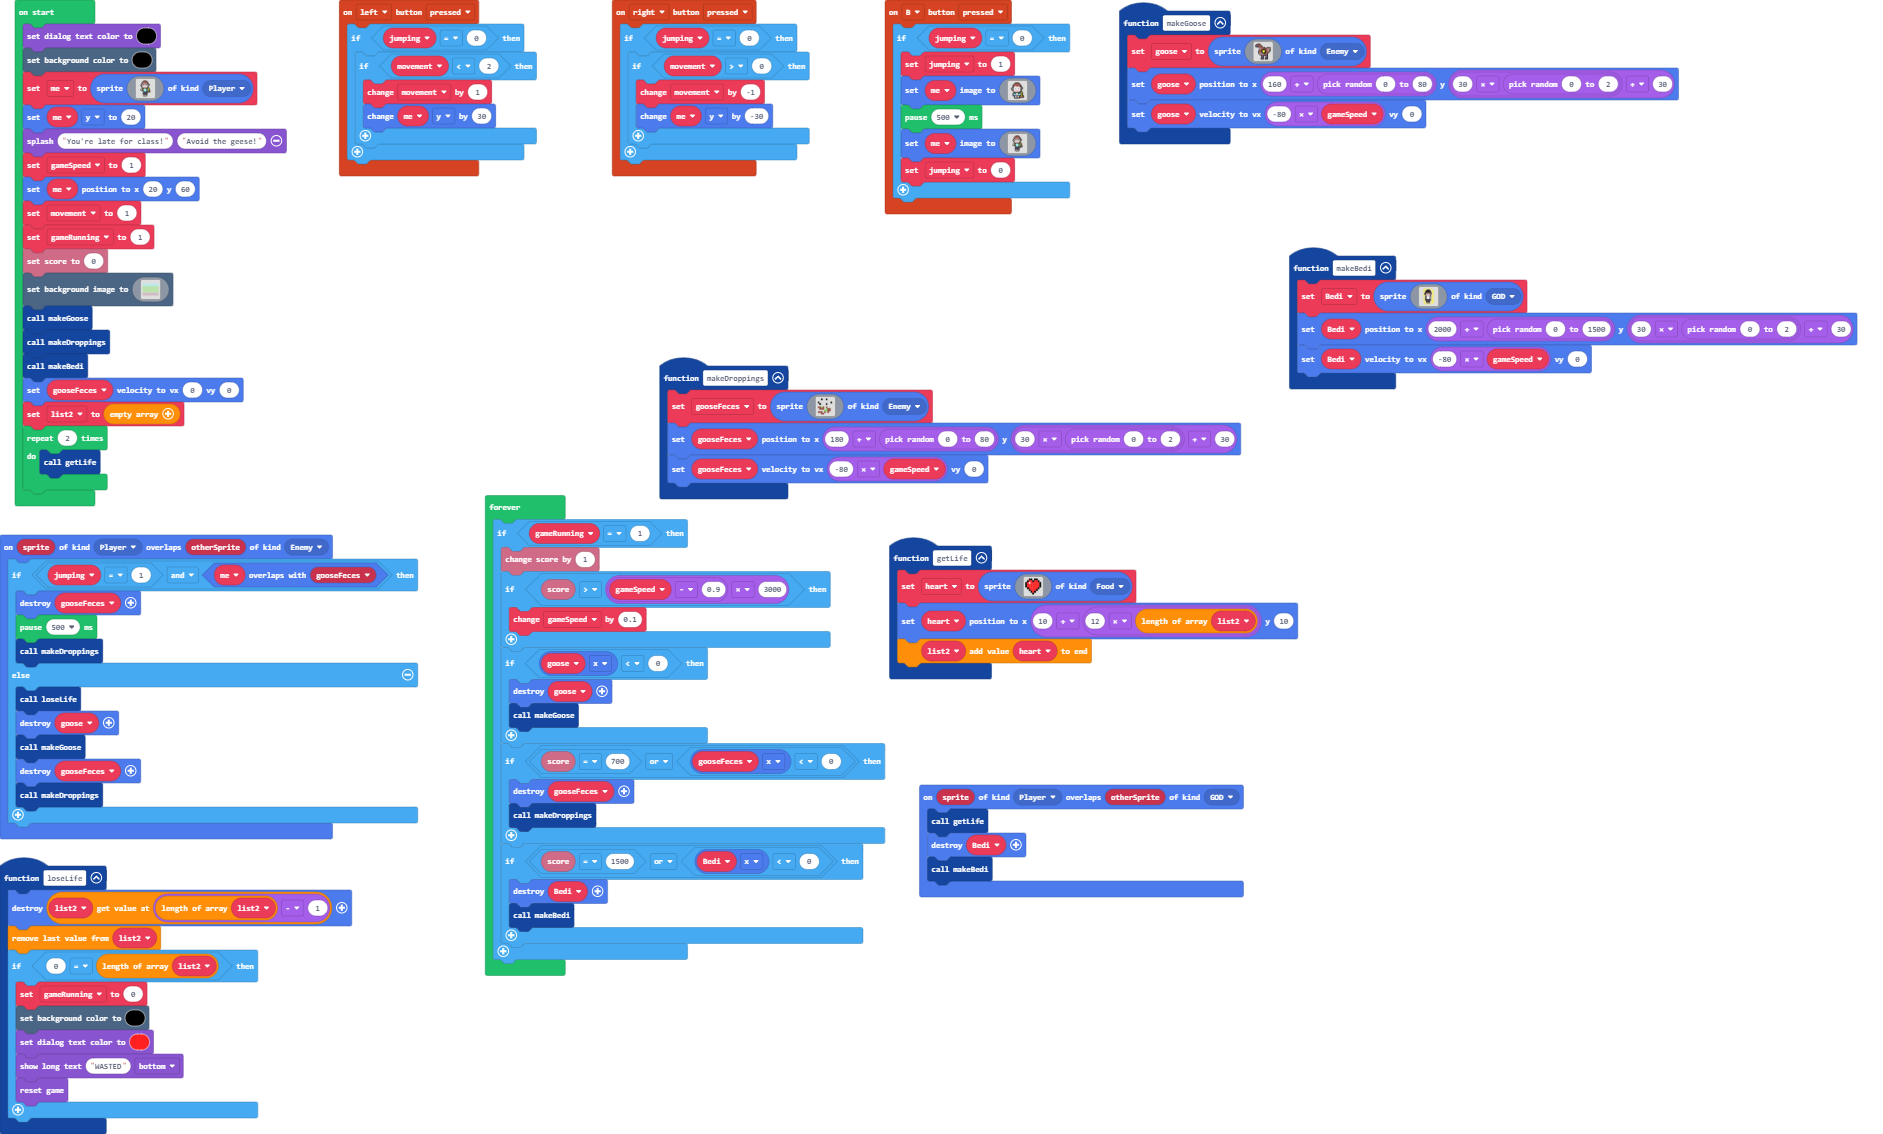 on start
set dialog text color to
set background color to
set me to sprite of kind Player
set me y to 20
splash "You're late for class!" "Avoid the geese!"
set gameSpeed to 1
set me position to x 20 y 60
set movement to 1
set gameRunning to 1
set score to 0
set background image to
call makeGoose
call makeDroppings
call makeBedi
set gooseFeces velocity to vx 0 vy 0
set list2 to empty array
repeat 2 times
do call getLife
on left button pressed
if jumping = 0 then
if movement < 2 then
change movement by 1
change me y by 30
on right button pressed
if jumping = 0 then
if movement > 0 then
change movement by -1
change me y by -30
on B button pressed
if jumping = 0 then
set jumping to 1
set me image to
pause 500 ms
set me image to
set jumping to 0
function makeGoose
set goose to sprite of kind Enemy
set goose position to x 160 + pick random 0 to 80 y 30 × pick random 0 to 2 + 30
set goose velocity to vx -80 × gameSpeed vy 0
function makeBedi
set Bedi to sprite of kind GOD
set Bedi position to x 2000 + pick random 0 to 1500 y 30 × pick random 0 to 2 + 30
set Bedi velocity to vx -80 × gameSpeed vy 0
function makeDroppings
set gooseFeces to sprite of kind Enemy
set gooseFeces position to x 180 + pick random 0 to 80 y 30 × pick random 0 to 2 + 30
set gooseFeces velocity to vx -80 × gameSpeed vy 0
on sprite of kind Player overlaps otherSprite of kind Enemy
if jumping = 1 and me overlaps with gooseFeces then
destroy gooseFeces
pause 500 ms
call makeDroppings
else
call loseLife
destroy goose
call makeGoose
destroy gooseFeces
call makeDroppings
forever
if gameRunning = 1 then
change score by 1
if score > gameSpeed - 0.9 × 3000 then
change gameSpeed by 0.1
if goose x < 0 then
destroy goose
call makeGoose
if score = 700 or gooseFeces x < 0 then
destroy gooseFeces
call makeDroppings
if score = 1500 or Bedi x < 0 then
destroy Bedi
call makeBedi
function getLife
set heart to sprite of kind Food
set heart position to x 10 + 12 × length of array list2 y 10
list2 add value heart to end
on sprite of kind Player overlaps otherSprite of kind GOD
call getLife
destroy Bedi
call makeBedi
function loseLife
destroy list2 get value at length of array list2 - 1
remove last value from list2
if 0 = length of array list2 then
set gameRunning to 0
set background color to
set dialog text color to
show long text "WASTED" bottom
reset game